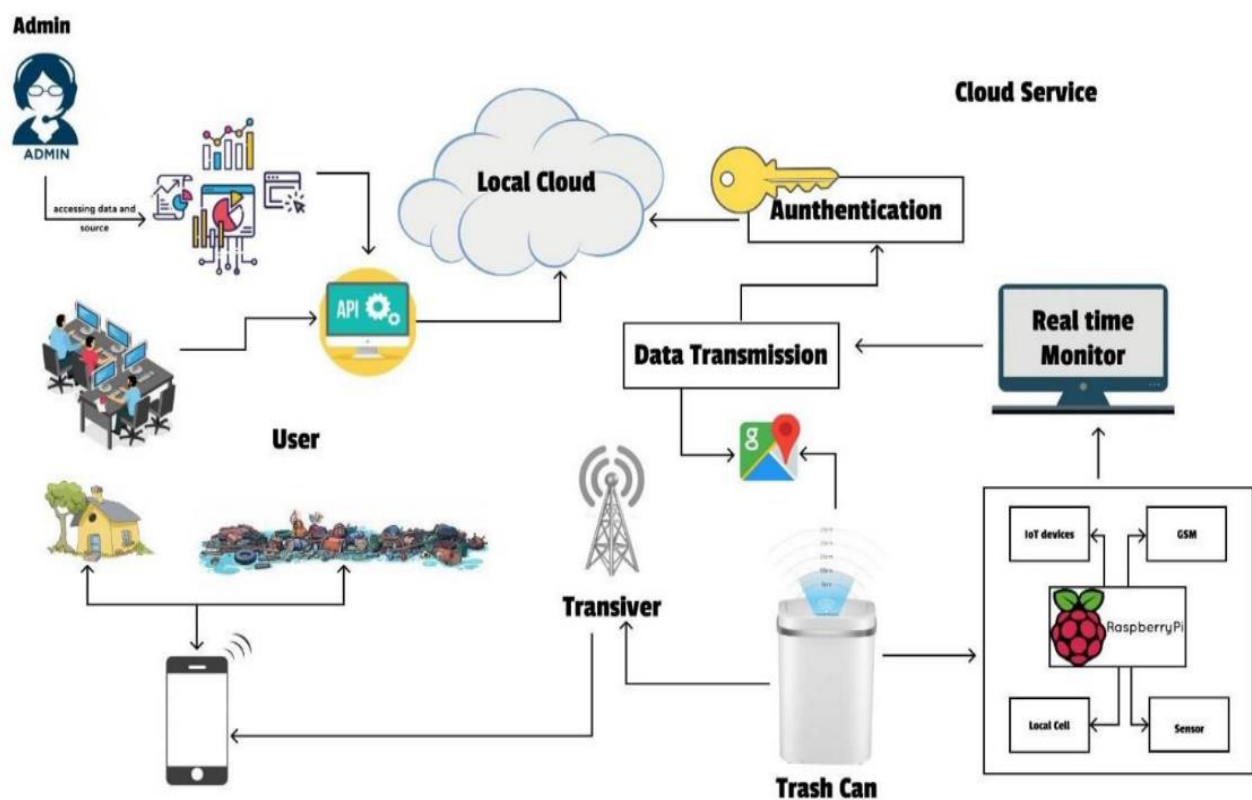 Admin
ADMIN
accessing data and
source
Local Cloud
Cloud Service
Aunthentication
API
Data Transmission
Real time
Monitor
User
g
Transiver
IoT devices
GSM
RaspberryPi
Local Cell
Sensor
Trash Can